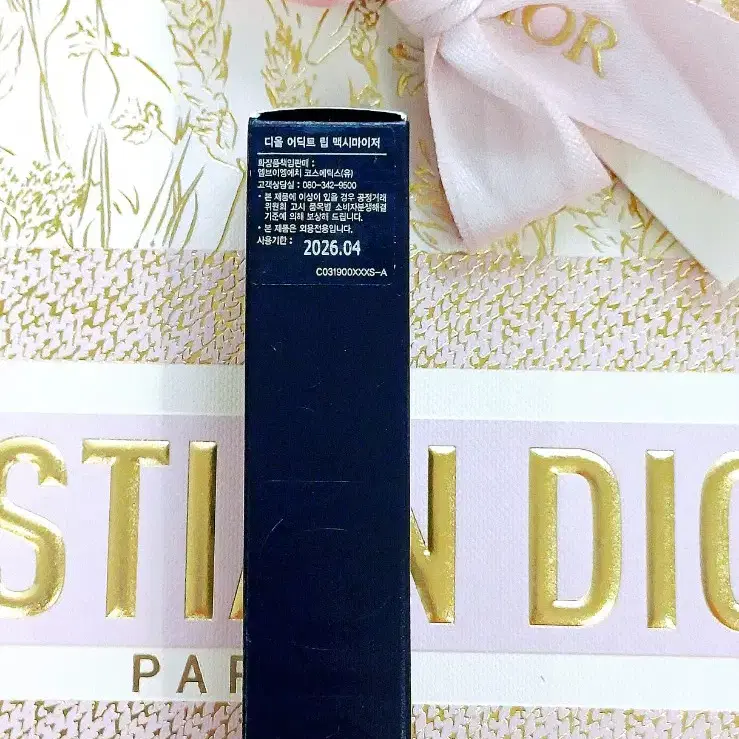 DIOR
디올 어딕트 립 맥시마이저
화장품책임판매 :
엘브이엠에치 코스메틱스(유)
고객상담실 : 080-342-9500
• 본 제품에 이상이 있을 경우 공정거래
위원회 고시 품목별 소비자분쟁해결
기준에 의해 보상해 드립니다.
• 본 제품은 외용전용입니다.
사용기한 : 2026.04
C031900XXXS-A
STIAN DIO
PAR